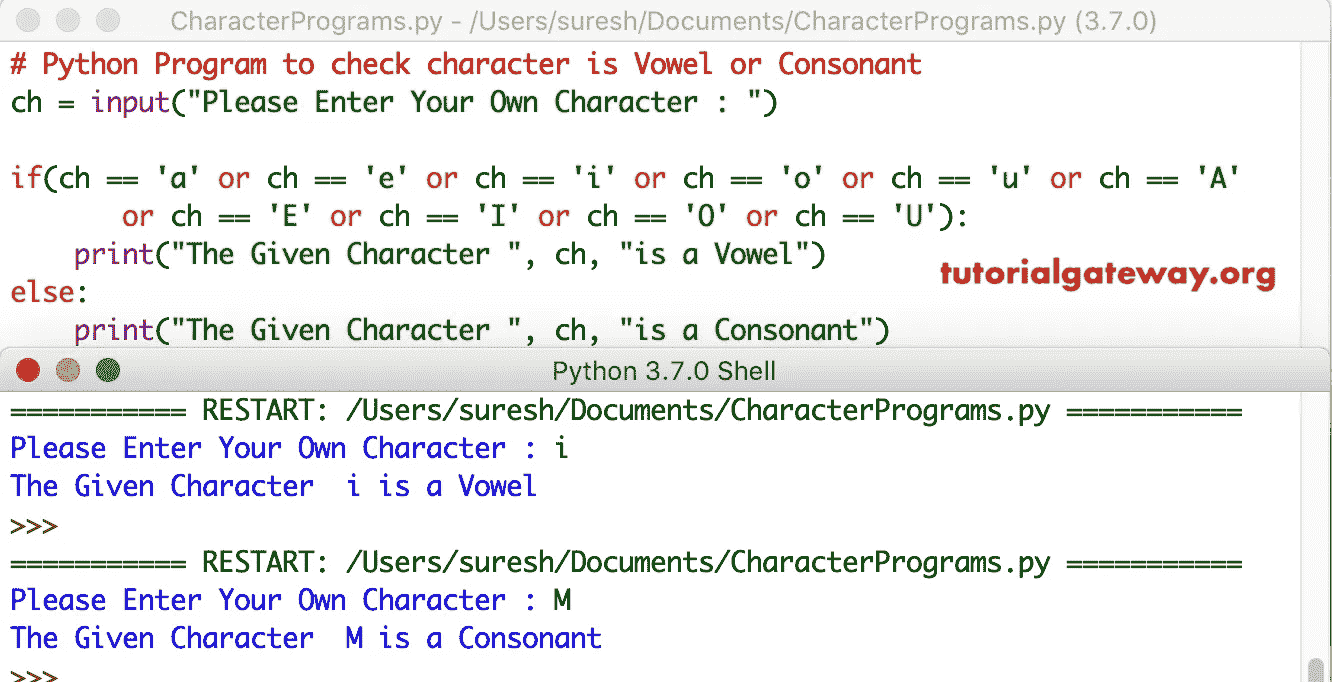 CharacterPrograms.py - /Users/suresh/Documents/CharacterPrograms.py (3.7.0)
# Python Program to check character is Vowel or Consonant
ch = input("Please Enter Your Own Character : ")
if(ch == 'a' or ch == 'e' or ch == 'i' or ch == 'o' or ch == 'u' or ch == 'A'
or ch == 'E' or ch == 'I' or ch == 'O' or ch == 'U'):
print("The Given Character ", ch, "is a Vowel")
tutorialgateway.org
else:
print("The Given Character ", ch, "is a Consonant")
Python 3.7.0 Shell
=========== RESTART: /Users/suresh/Documents/CharacterPrograms.py ===========
Please Enter Your Own Character : i
The Given Character  i is a Vowel
>>>
=========== RESTART: /Users/suresh/Documents/CharacterPrograms.py ===========
Please Enter Your Own Character : M
The Given Character  M is a Consonant
>>>